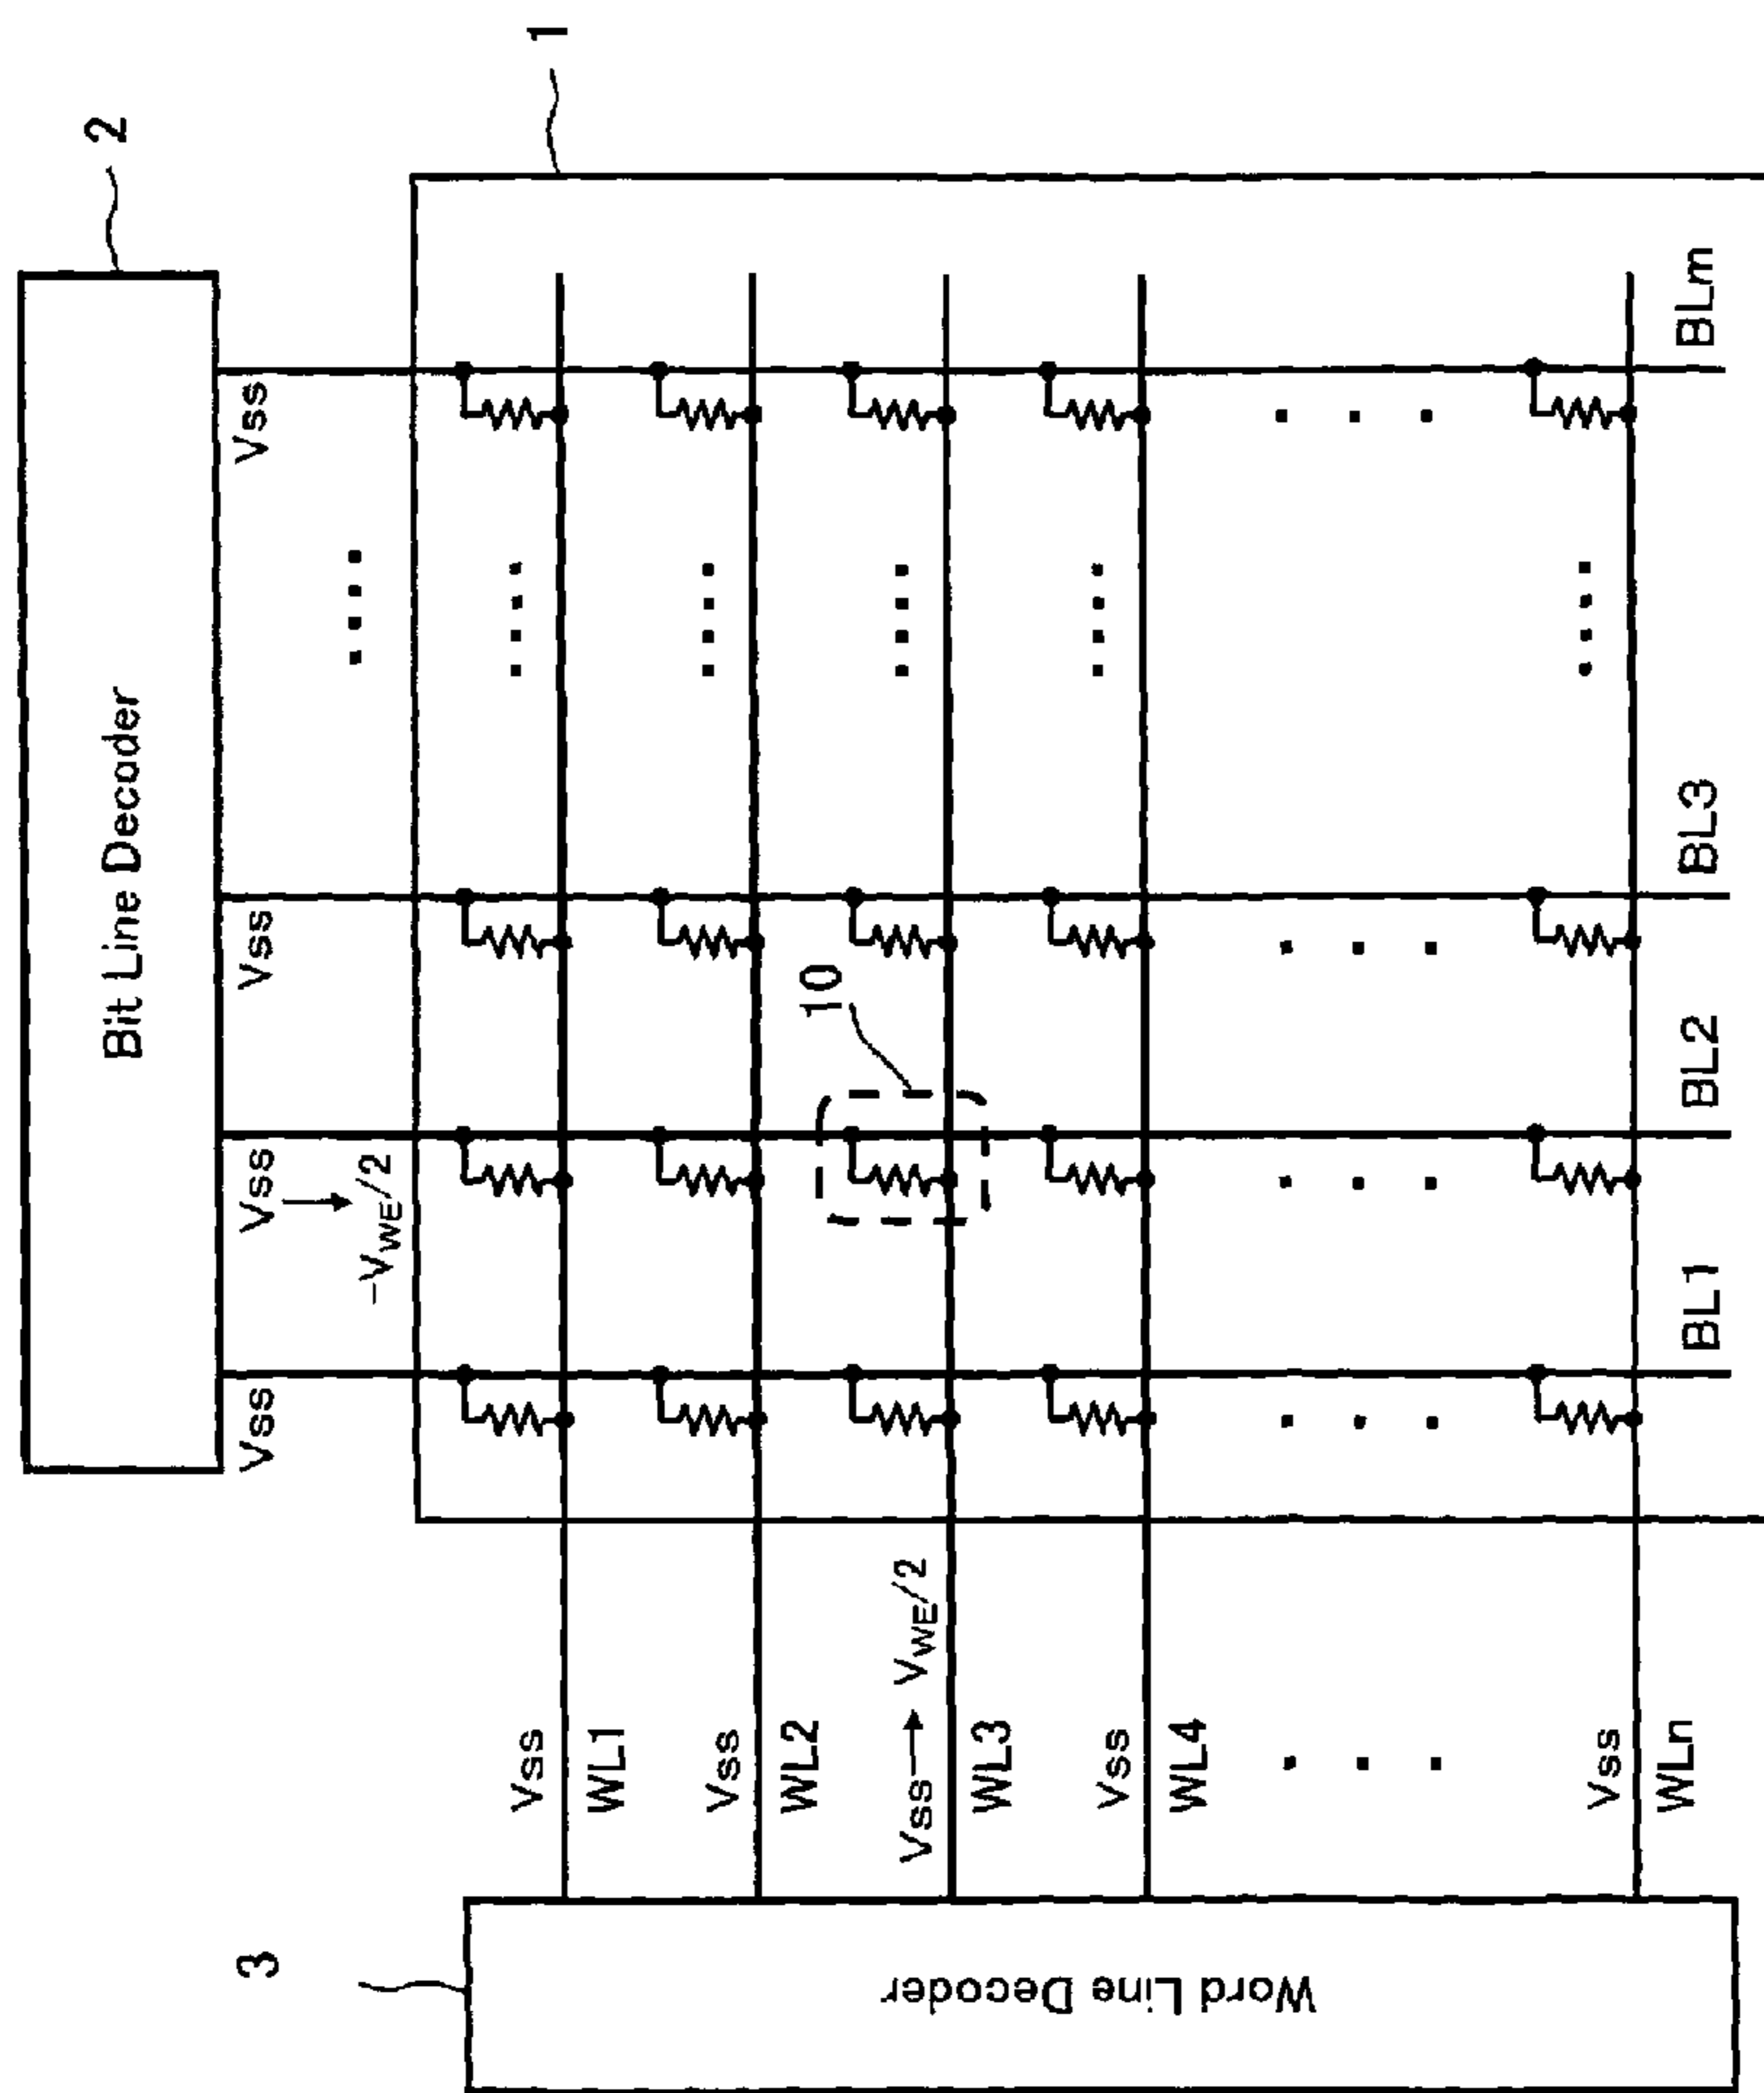 2
1
Bit Line Decoder
Vss
Vss
Vss
Vss
-VWE/2
10
3
Word Line Decoder
Vss
WL1
Vss
WL2
Vss → VWE/2
WL3
Vss
WL4
Vss
WLn
BL1
BL2
BL3
BLm